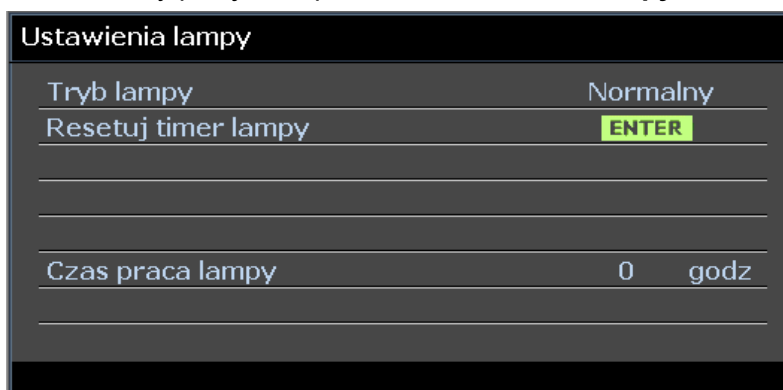 Ustawienia lampy
Tryb lampy Normalny
Resetuj timer lampy ENTER
Czas praca lampy 0 godz